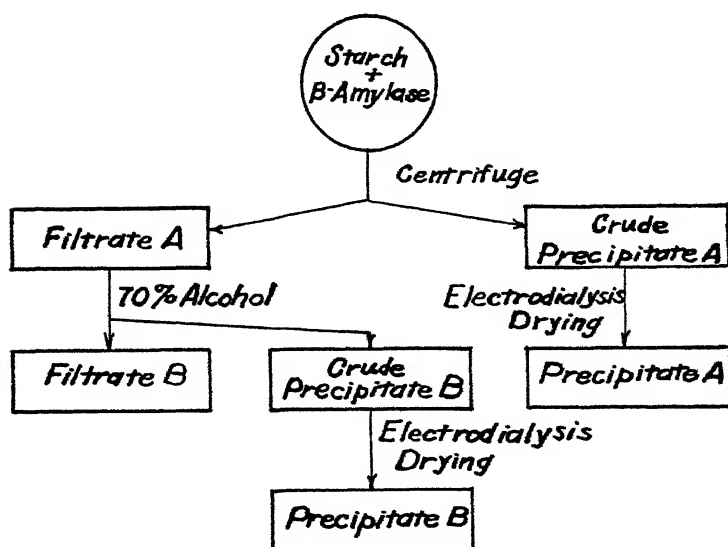 Starch
+
β-Amylase
Centrifuge
Filtrate A
Crude
Precipitate A
70% Alcohol
Electrodialysis
Drying
Filtrate B
Crude
Precipitate B
Precipitate A
Electrodialysis
Drying
Precipitate B